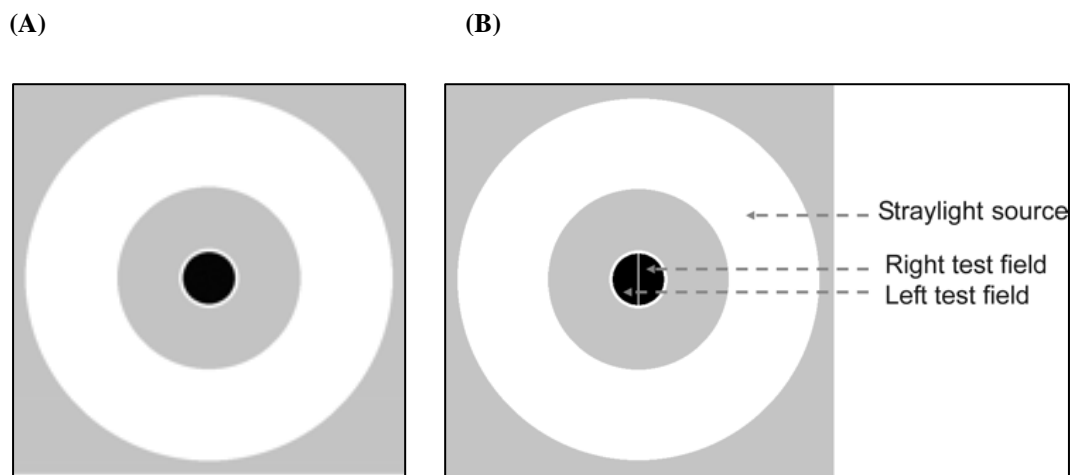 (A)
(B)
Straylight source
Right test field
Left test field